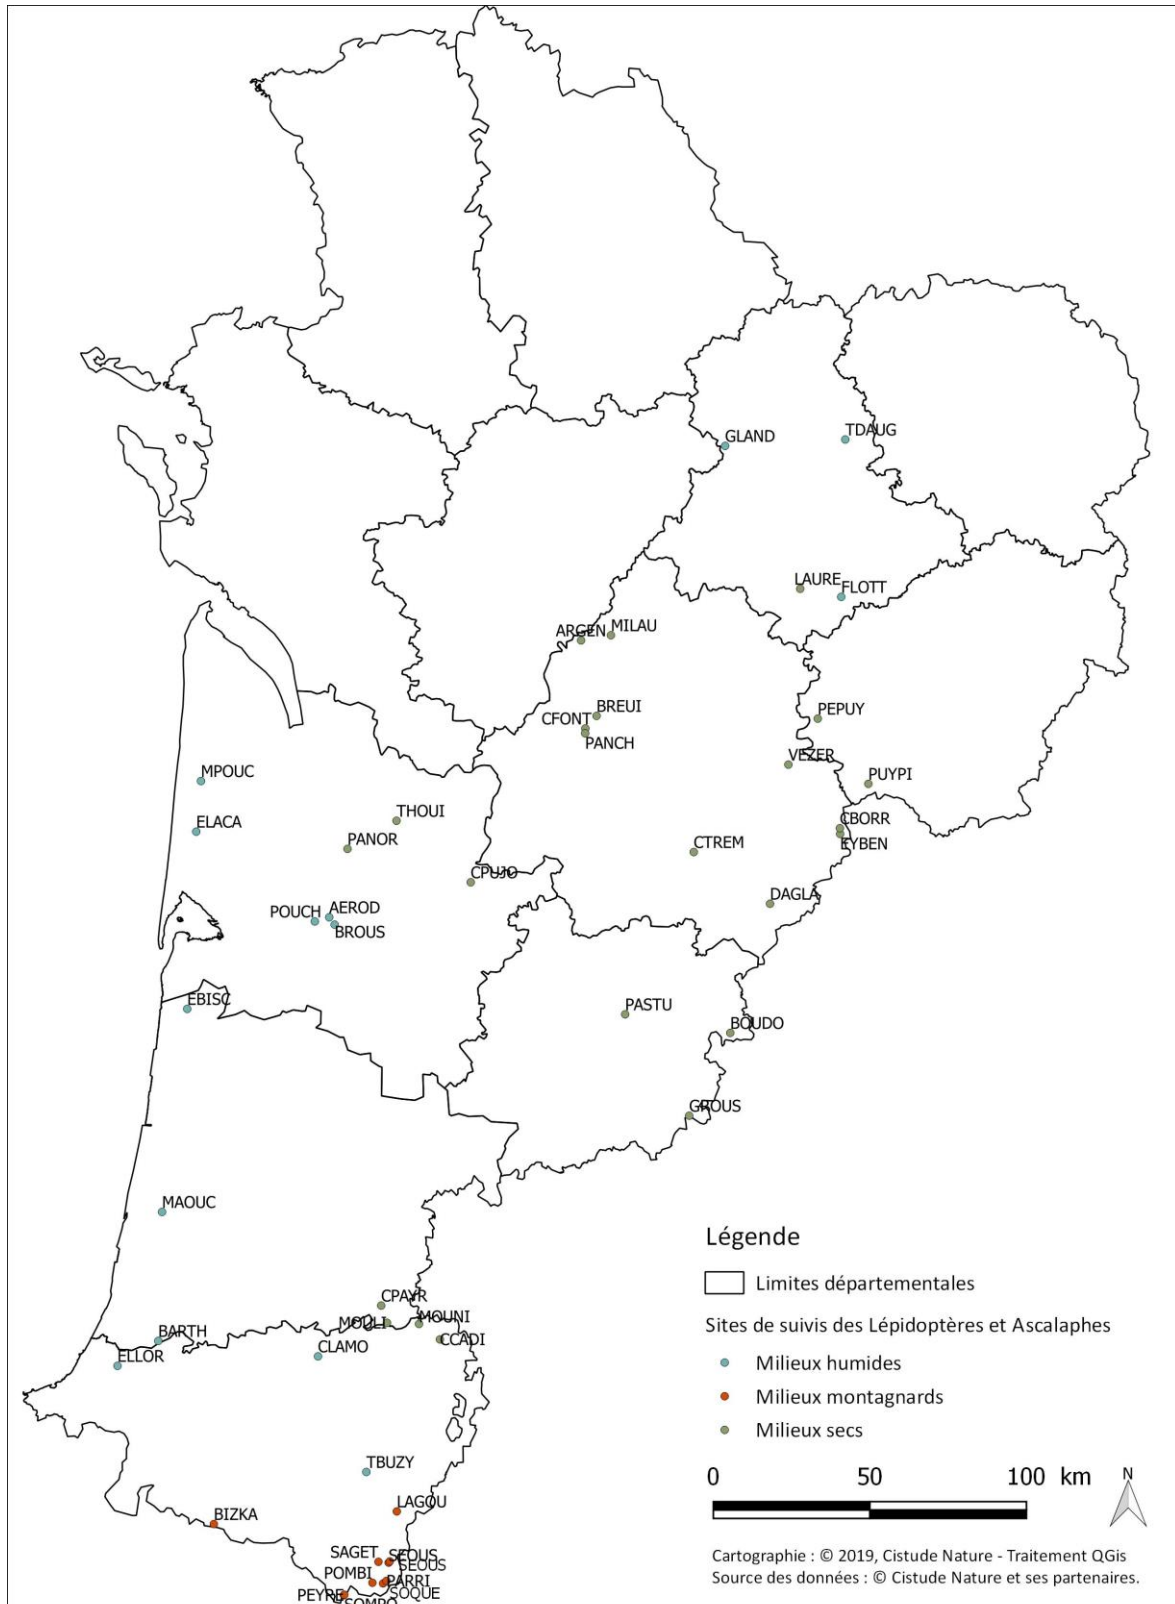 GLAND
TDAUG
LAURE
FLOTT
ARGEN
MILAU
BREUI
CFONT
PANCH
PEPUY
VEZER
PUYPI
MPOUC
ELACA
THOUI
PANOR
CBORR
EYBEN
CTREM
CPUJO
DAGLA
POUCH
AEROD
BROUS
EBISC
PASTU
BOUDO
GROUS
MAOUC
CPAYR
MOULI
MOUNI
BARTH
CCADI
ELLOR
CLAMO
TBUZY
LAGOU
BIZKA
SAGET
SEOUS
SEOUS
POMBI
PARRI
PEYRE
SOQUE
Légende
Limites départementales
Sites de suivis des Lépidoptères et Ascalaphes
Milieux humides
Milieux montagnards
Milieux secs
0 50 100 km
N
Cartographie : © 2019, Cistude Nature - Traitement QGis
Source des données : © Cistude Nature et ses partenaires.